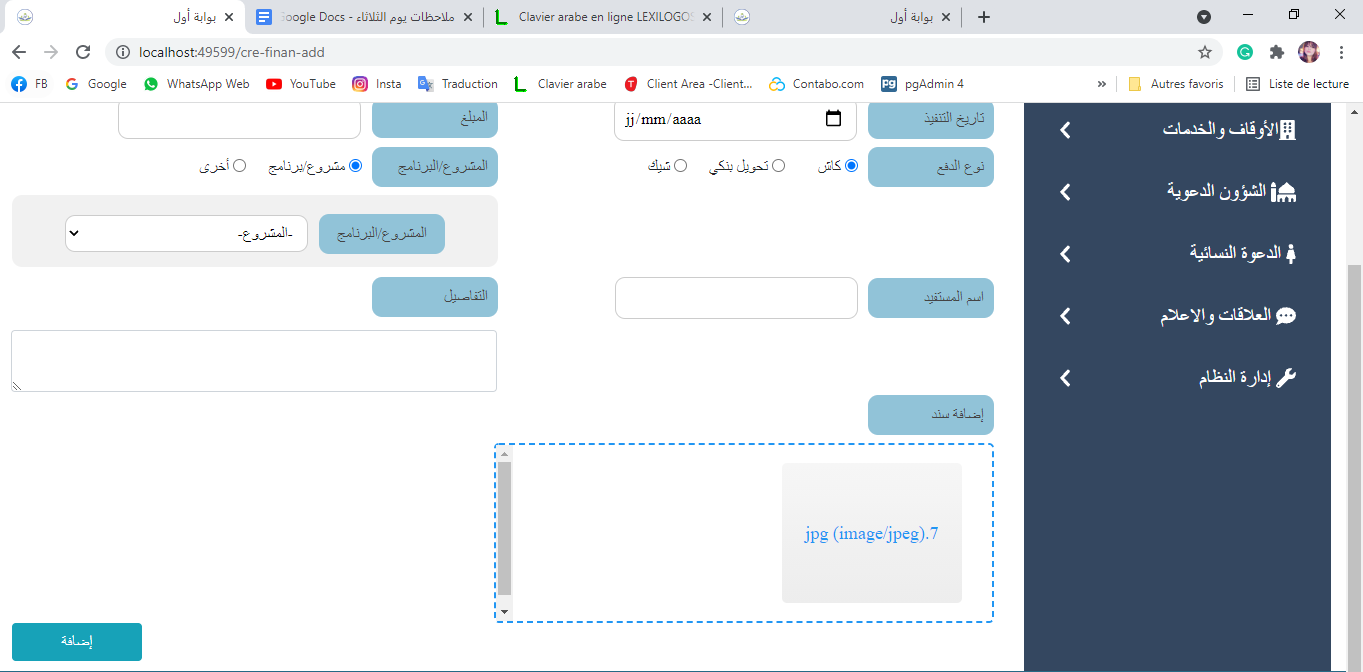 بوابة أول
ملاحظات يوم الثلاثاء - Google Docs
Clavier arabe en ligne LEXILOGOS
بوابة أول
localhost:49599/cre-finan-add
FB
Google
WhatsApp Web
YouTube
Insta
Traduction
Clavier arabe
Client Area -Client...
Contabo.com
pgAdmin 4
»
Autres favoris
Liste de lecture
الأوقاف والخدمات
الشؤون الدعوية
الدعوة النسائية
العلاقات والاعلام
إدارة النظام
تاريخ التنفيذ
jj/mm/aaaa
المبلغ
نوع الدفع
كاش
تحويل بنكي
شيك
المشروع/البرنامج
مشروع/برنامج
أخرى
المشروع/البرنامج
-المشروع-
اسم المستفيد
التفاصيل
إضافة سند
jpg (image/jpeg).7
إضافة